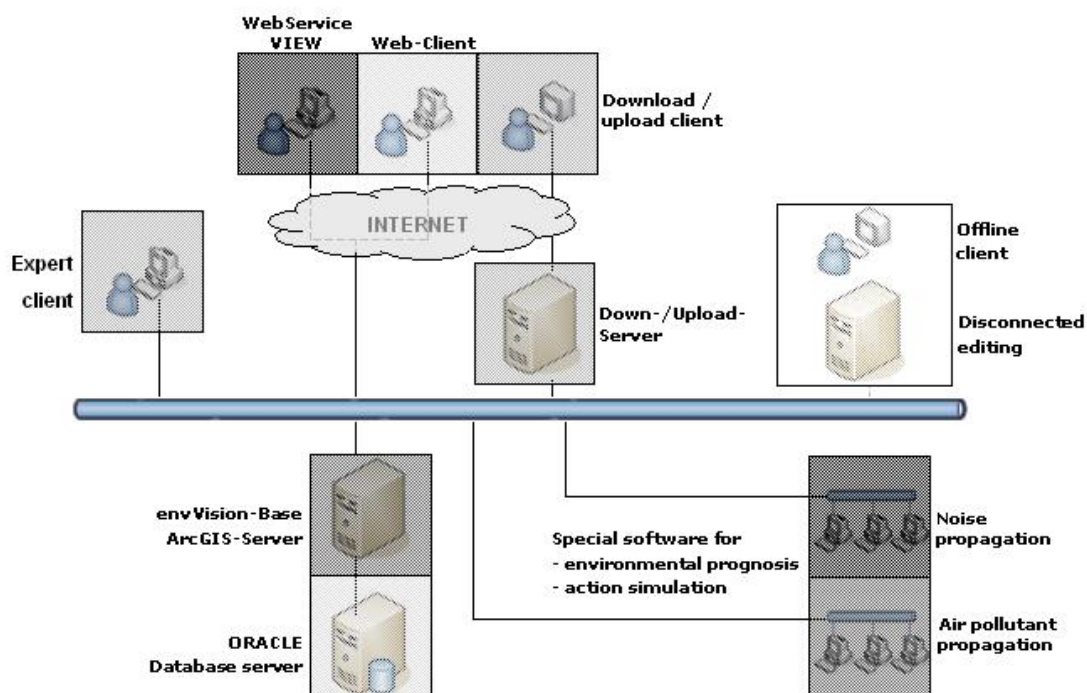 WebService
VIEW
Web-Client
Download /
upload client
INTERNET
Expert
client
Offline
client
Down-/Upload-
Server
Disconnected
editing
envVision-Base
ArcGIS-Server
Special software for
- environmental prognosis
- action simulation
Noise
propagation
ORACLE
Database server
Air pollutant
propagation